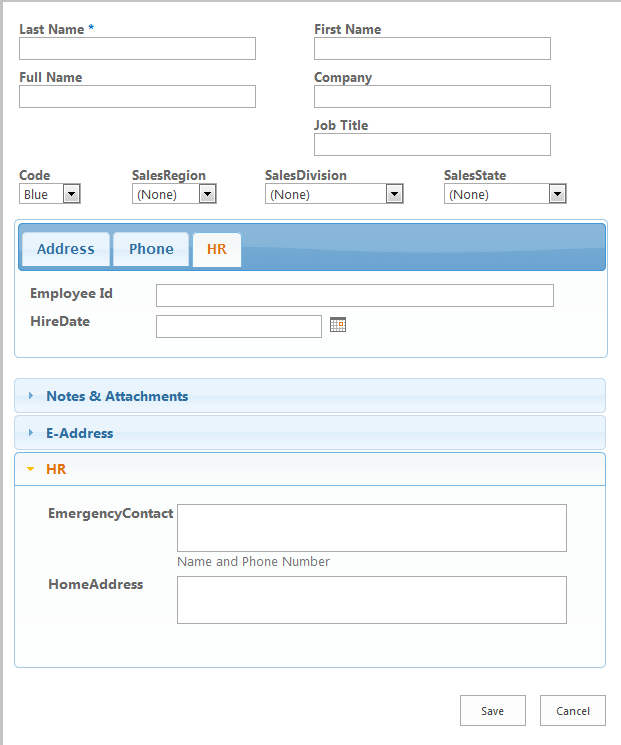 Last Name * First Name
Full Name Company
Job Title
Code SalesRegion SalesDivision SalesState
Blue (None) (None) (None)
Address Phone HR
Employee Id
HireDate
Notes & Attachments
E-Address
HR
EmergencyContact
Name and Phone Number
HomeAddress
Save Cancel